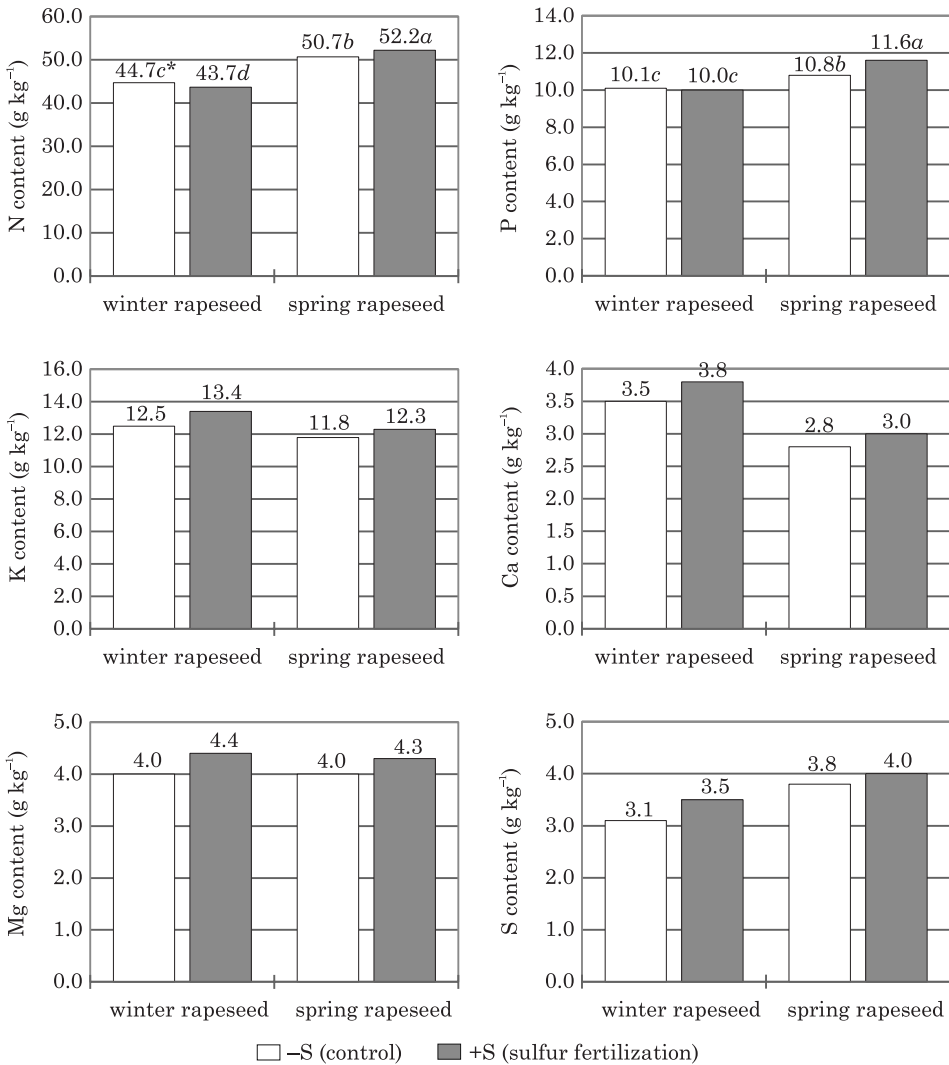 N content (g kg⁻¹)
60.0
50.0
40.0
30.0
20.0
10.0
0.0
44.7c*
43.7d
50.7b
52.2a
winter rapeseed
spring rapeseed
P content (g kg⁻¹)
14.0
12.0
10.0
8.0
6.0
4.0
2.0
0.0
10.1c
10.0c
10.8b
11.6a
winter rapeseed
spring rapeseed
K content (g kg⁻¹)
16.0
14.0
12.0
10.0
8.0
6.0
4.0
2.0
0.0
12.5
13.4
11.8
12.3
winter rapeseed
spring rapeseed
Ca content (g kg⁻¹)
4.0
3.5
3.0
2.5
2.0
1.5
1.0
0.5
0.0
3.5
3.8
2.8
3.0
winter rapeseed
spring rapeseed
Mg content (g kg⁻¹)
5.0
4.0
3.0
2.0
1.0
0.0
4.0
4.4
4.0
4.3
winter rapeseed
spring rapeseed
S content (g kg⁻¹)
5.0
4.0
3.0
2.0
1.0
0.0
3.1
3.5
3.8
4.0
winter rapeseed
spring rapeseed
–S (control)
+S (sulfur fertilization)